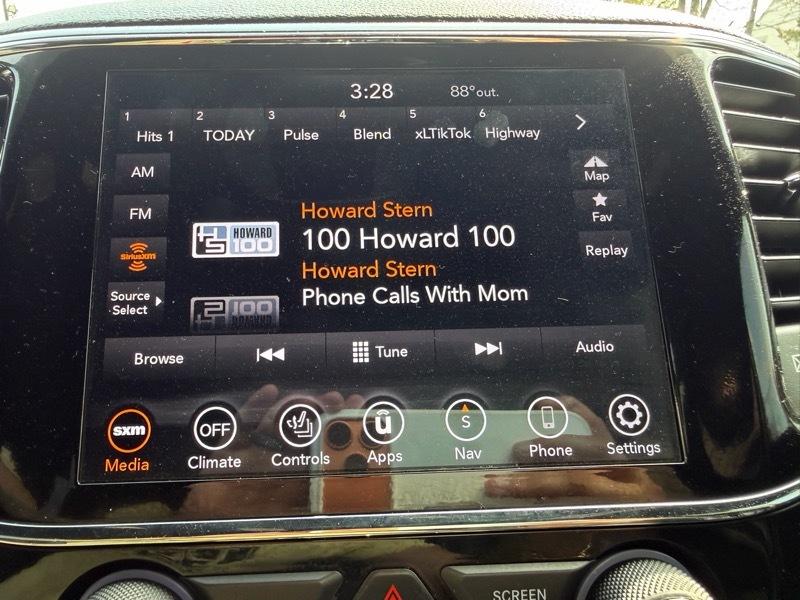 3:28 88° out.
1 Hits 1 2 TODAY 3 Pulse 4 Blend 5 xLTikTok 6 Highway
AM
Map
FM
Fav
SiriusXM
Replay
Source
Select
HOWARD
100
Howard Stern
100 Howard 100
Howard Stern
Phone Calls With Mom
Browse Tune Audio
sxm OFF u S
Media Climate Controls Apps Nav Phone Settings
SCREEN